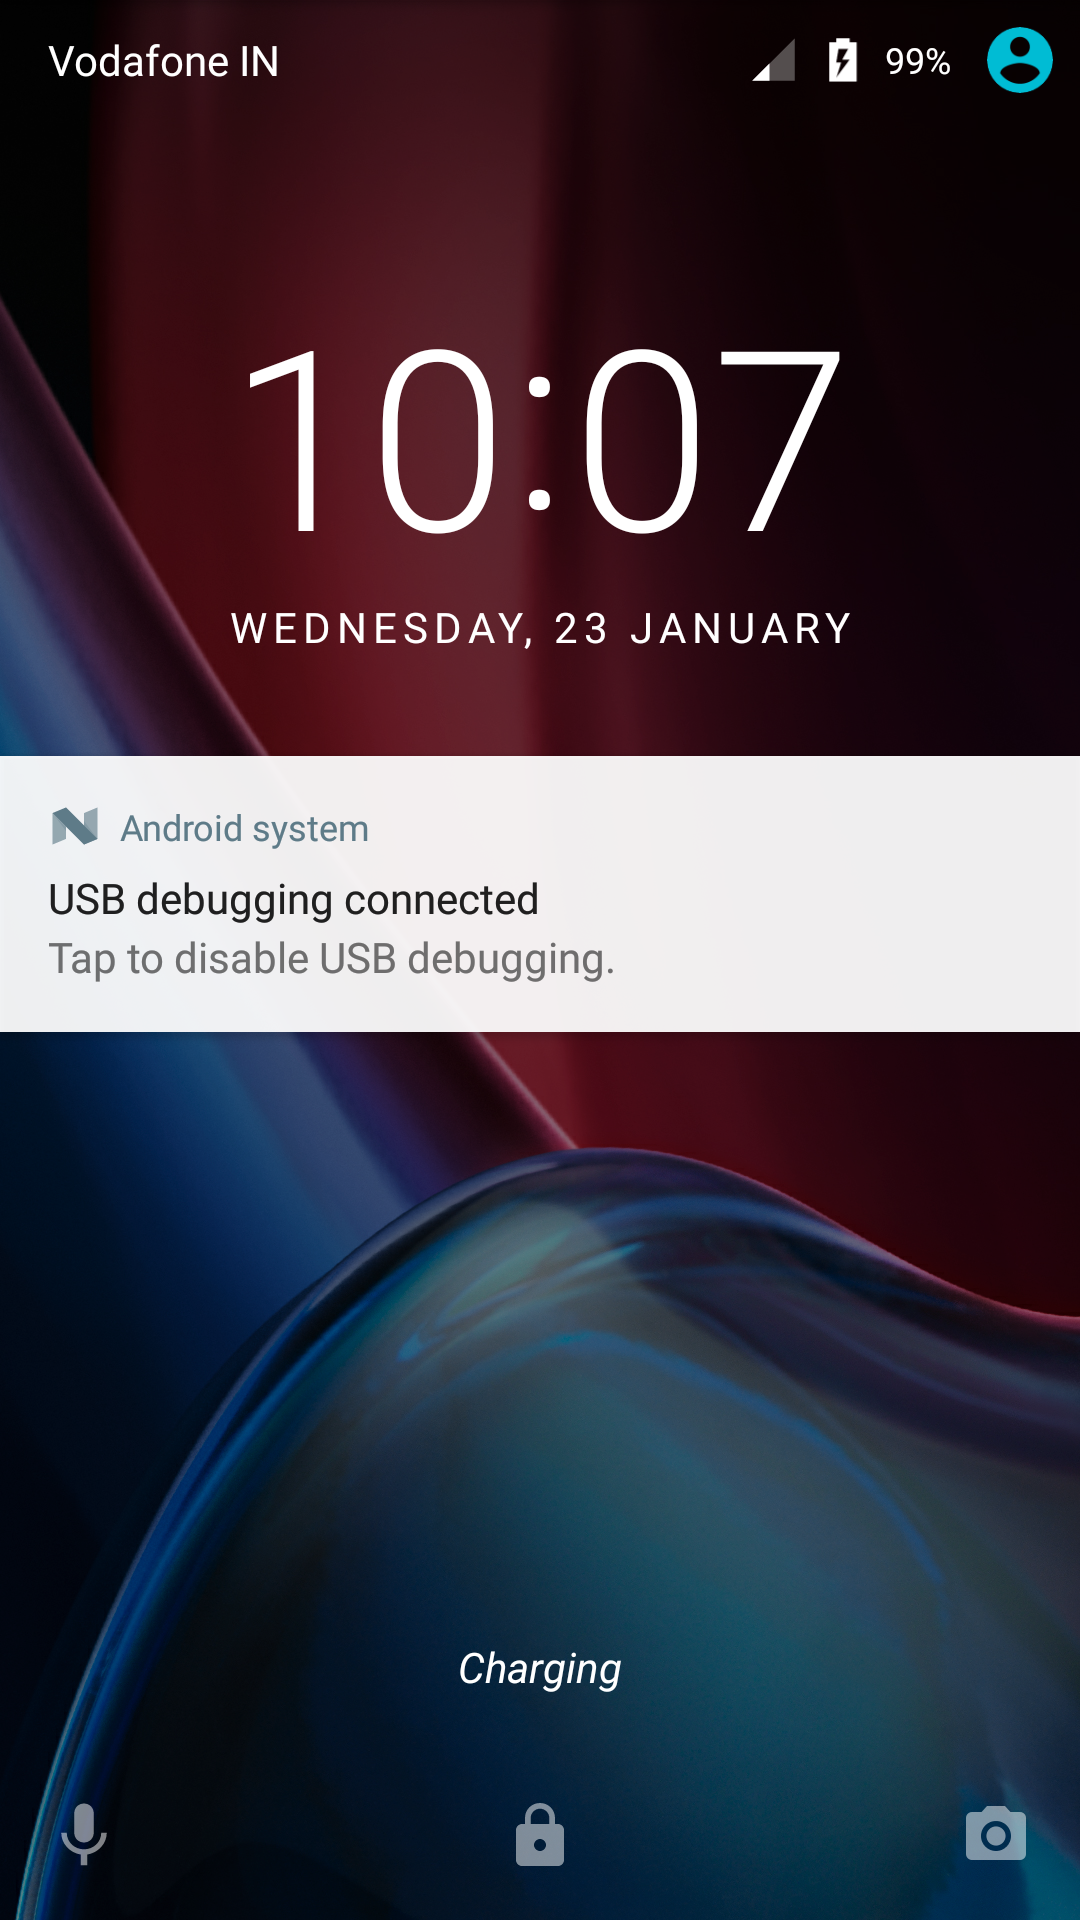 Vodafone IN 99%
10:07
WEDNESDAY, 23 JANUARY
Android system
USB debugging connected
Tap to disable USB debugging.
Charging